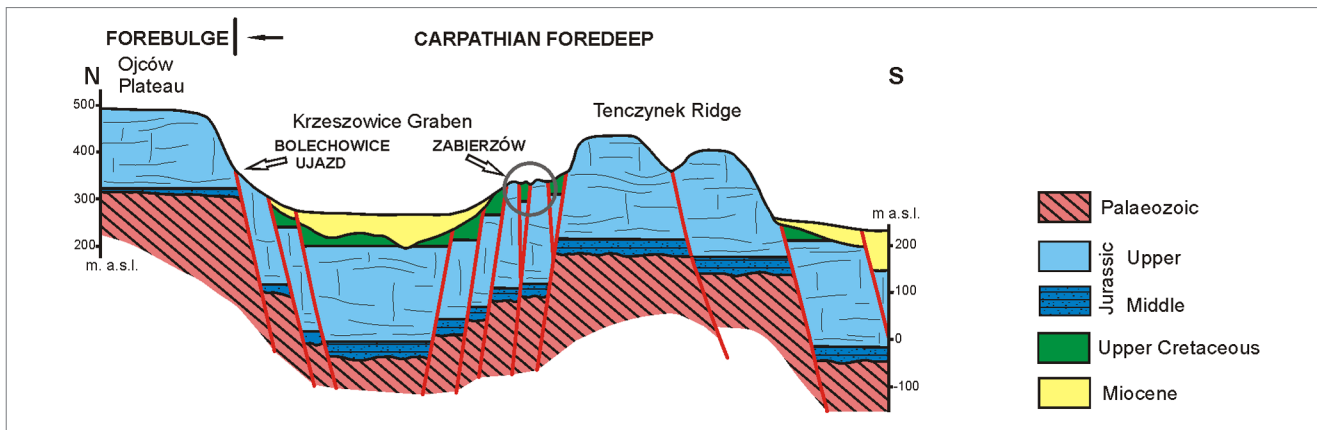 FOREBULGE
CARPATHIAN FOREDEEP
Ojców
Plateau
N
S
Krzeszowice Graben
Tenczynek Ridge
BOLECHOWICE
UJAZD
ZABIERZÓW
500
400
300
200
m. a.s.l.
m a.s.l.
200
100
0
-100
Palaeozoic
Upper
Jurassic
Middle
Upper Cretaceous
Miocene